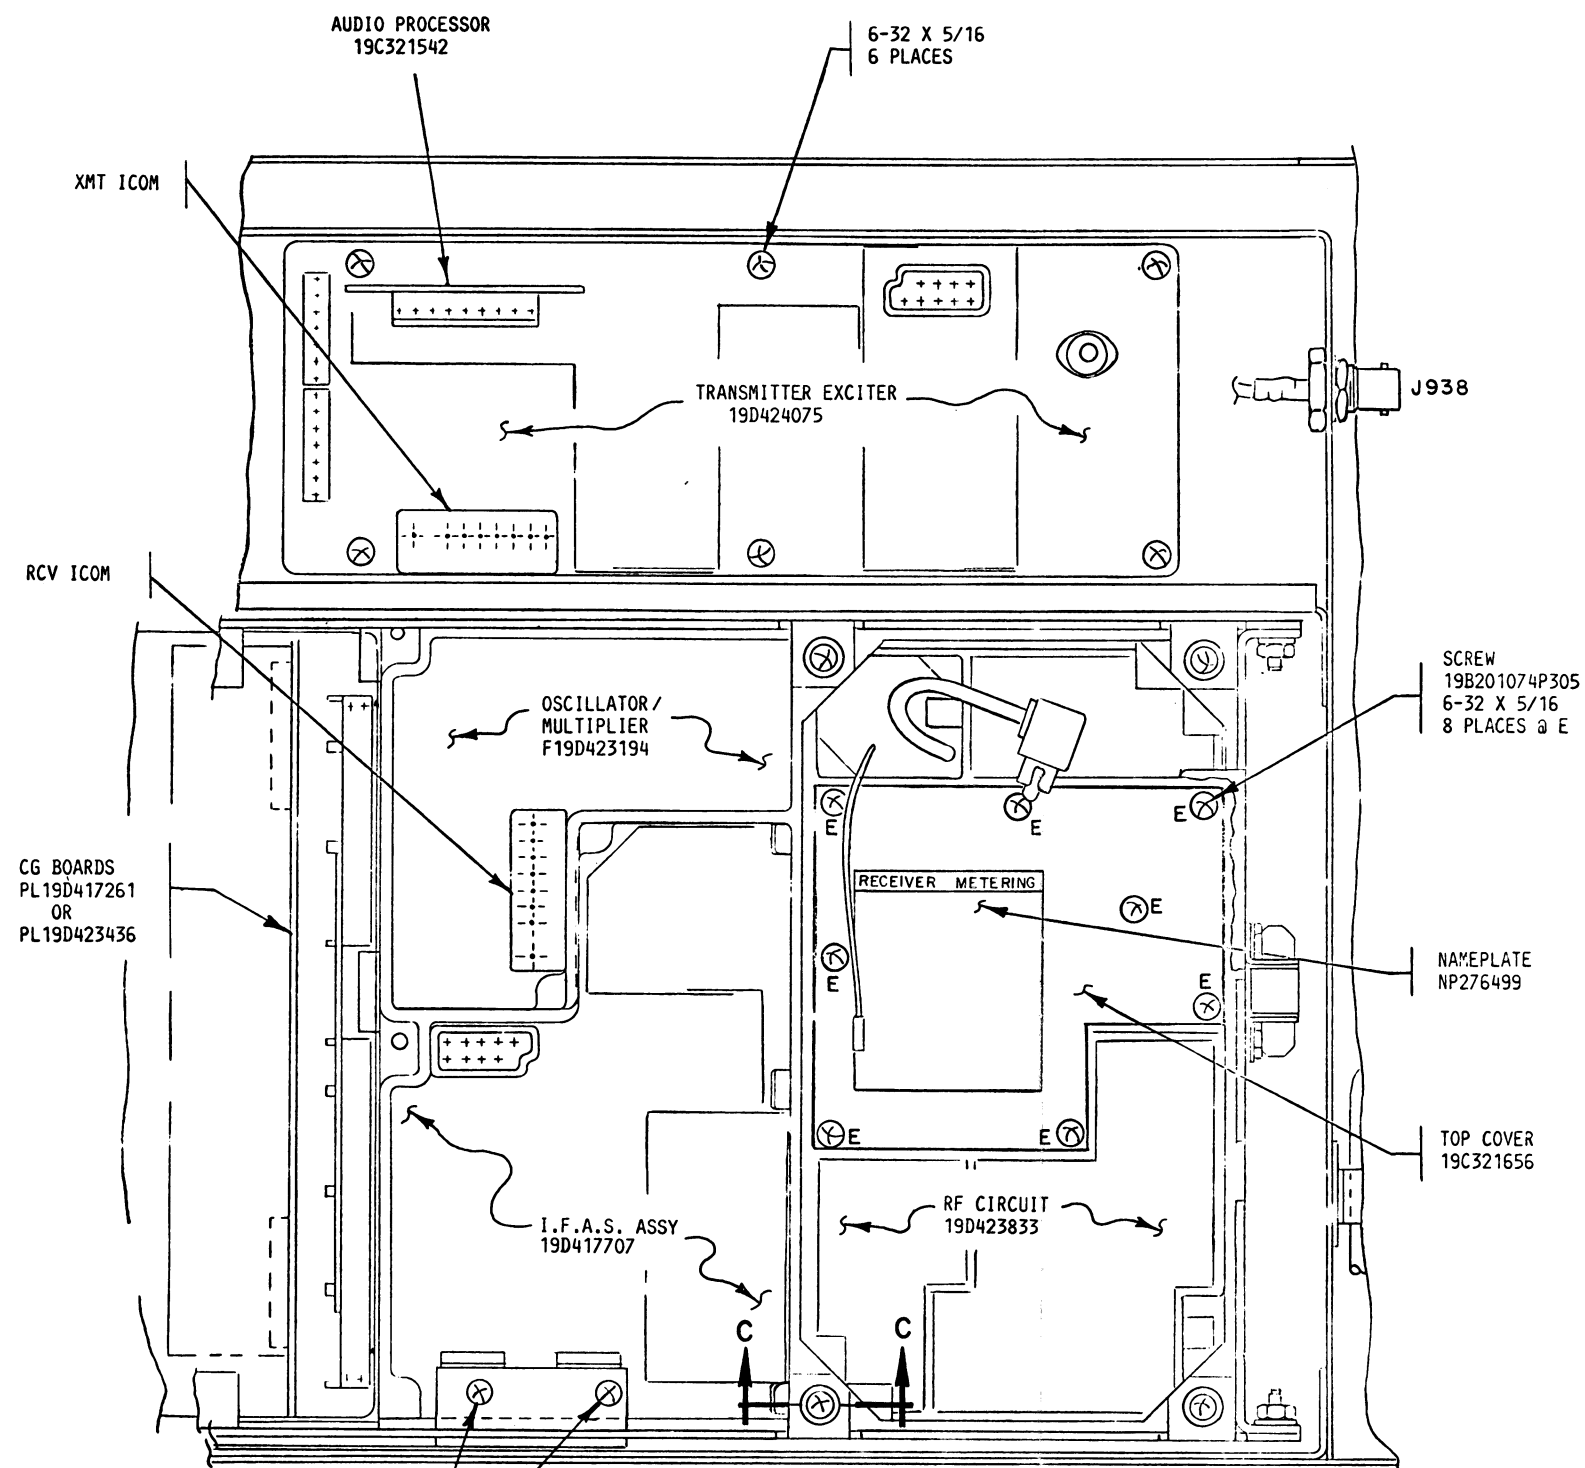 AUDIO PROCESSOR
19C321542
6-32 X 5/16
6 PLACES
XMT ICOM
TRANSMITTER EXCITER
19D424075
J938
RCV ICOM
OSCILLATOR/
MULTIPLIER
F19D423194
SCREW
19B201074P305
6-32 X 5/16
8 PLACES @ E
E
E
E
CG BOARDS
PL19D417261
OR
PL19D423436
RECEIVER METERING
E
E
E
NAMEPLATE
NP276499
E
E
TOP COVER
19C321656
I.F.A.S. ASSY
19D417707
RF CIRCUIT
19D423833
C
C